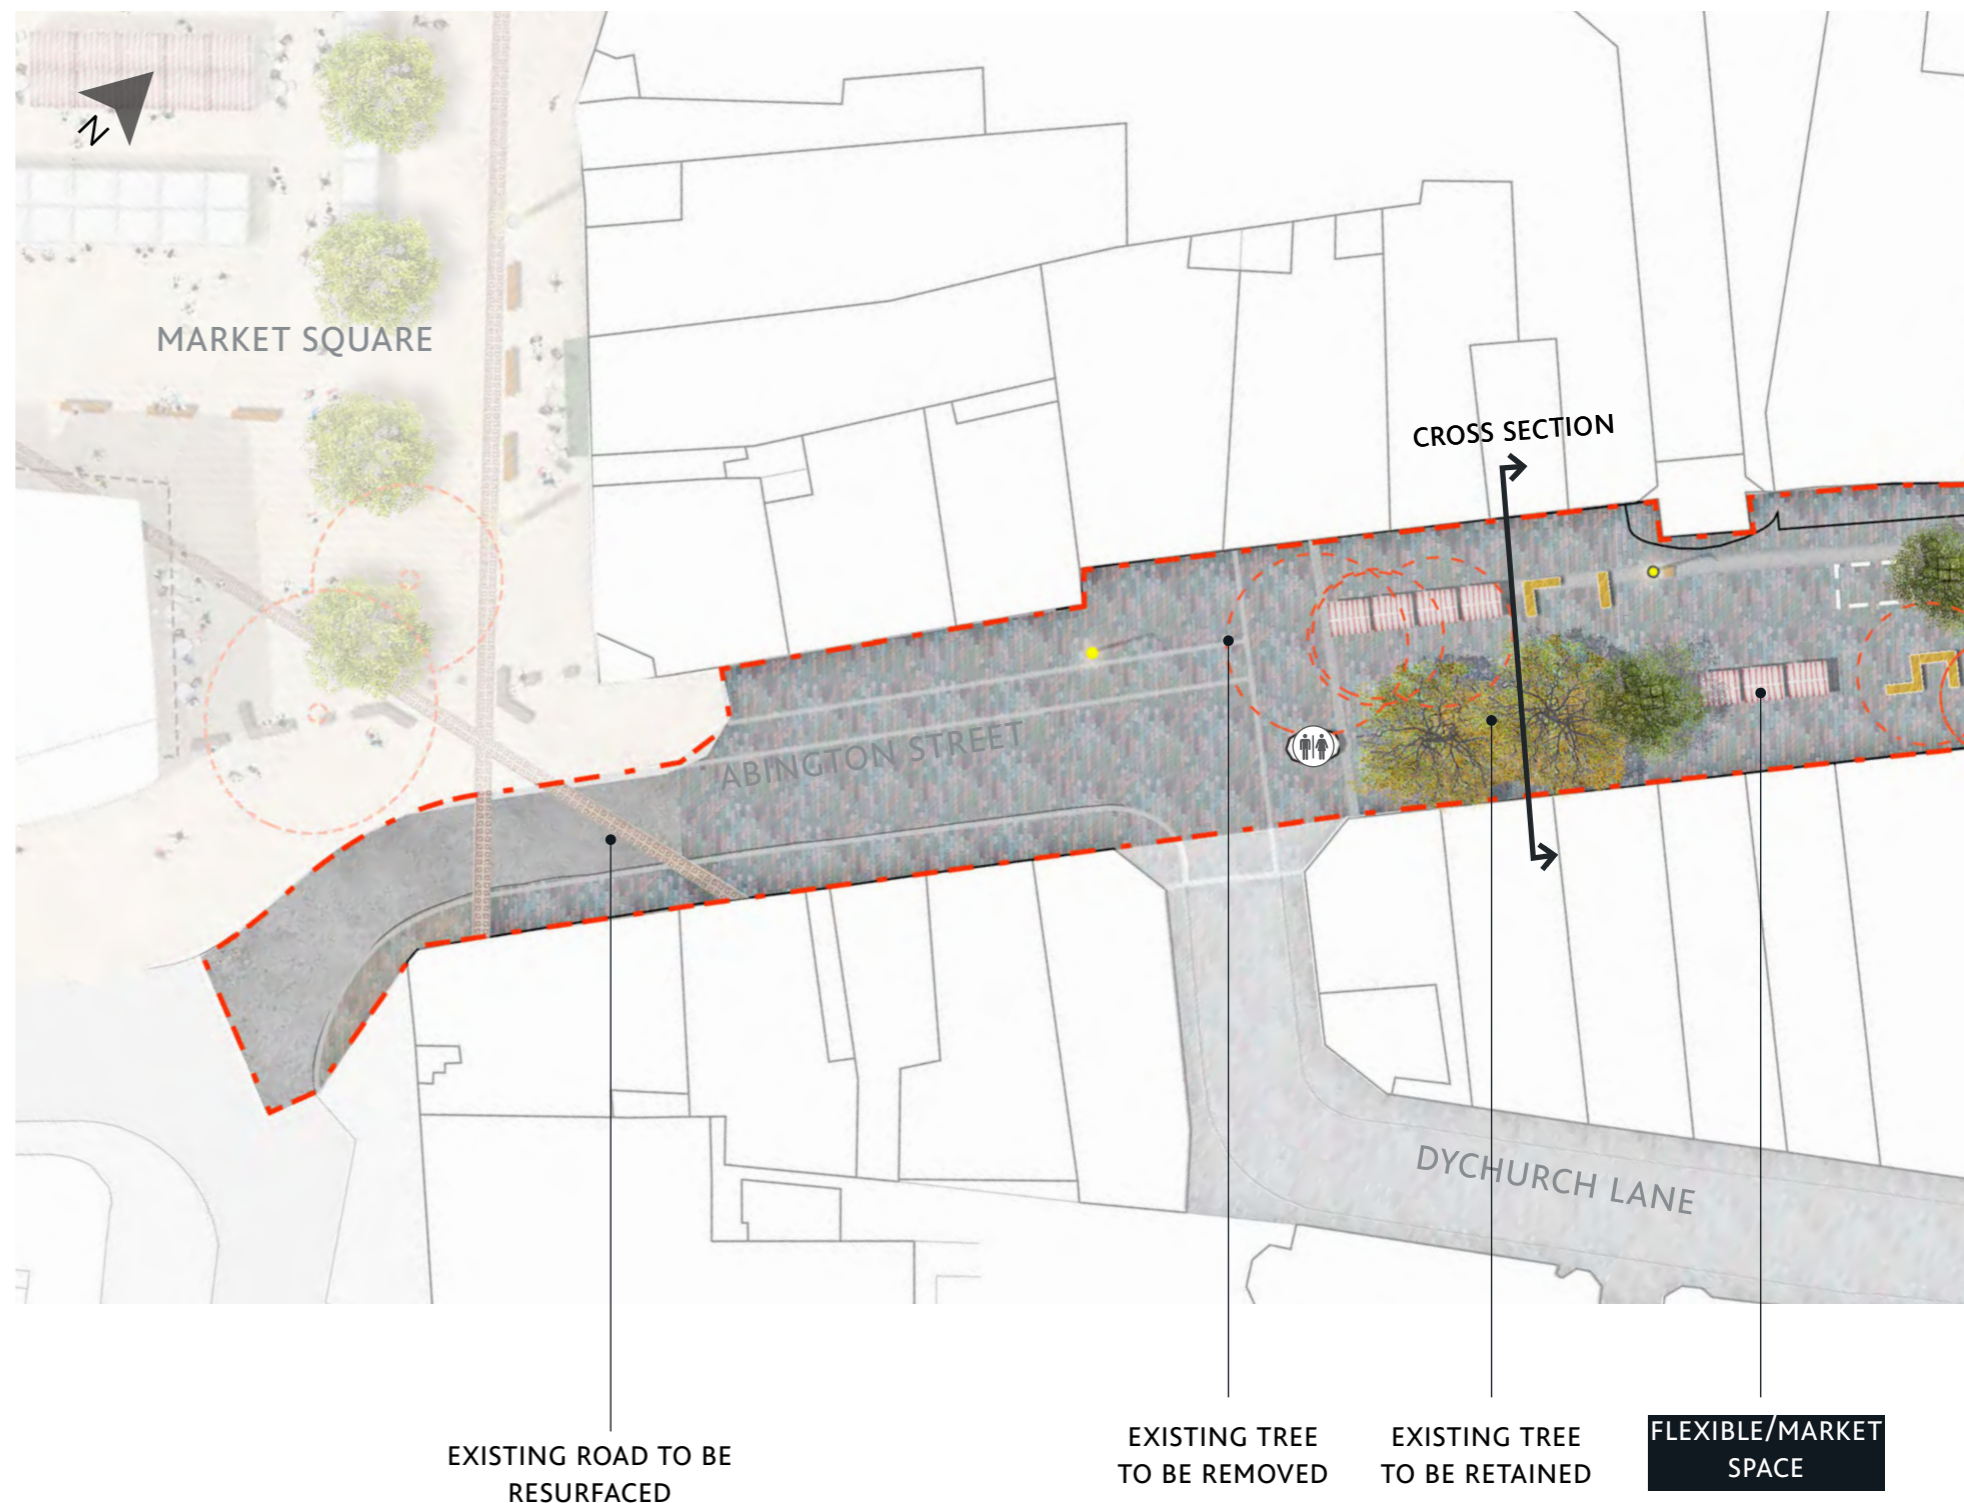 N
MARKET SQUARE
CROSS SECTION
ABINGTON STREET
DYCHURCH LANE
EXISTING ROAD TO BE
RESURFACED
EXISTING TREE
TO BE REMOVED
EXISTING TREE
TO BE RETAINED
FLEXIBLE/MARKET
SPACE